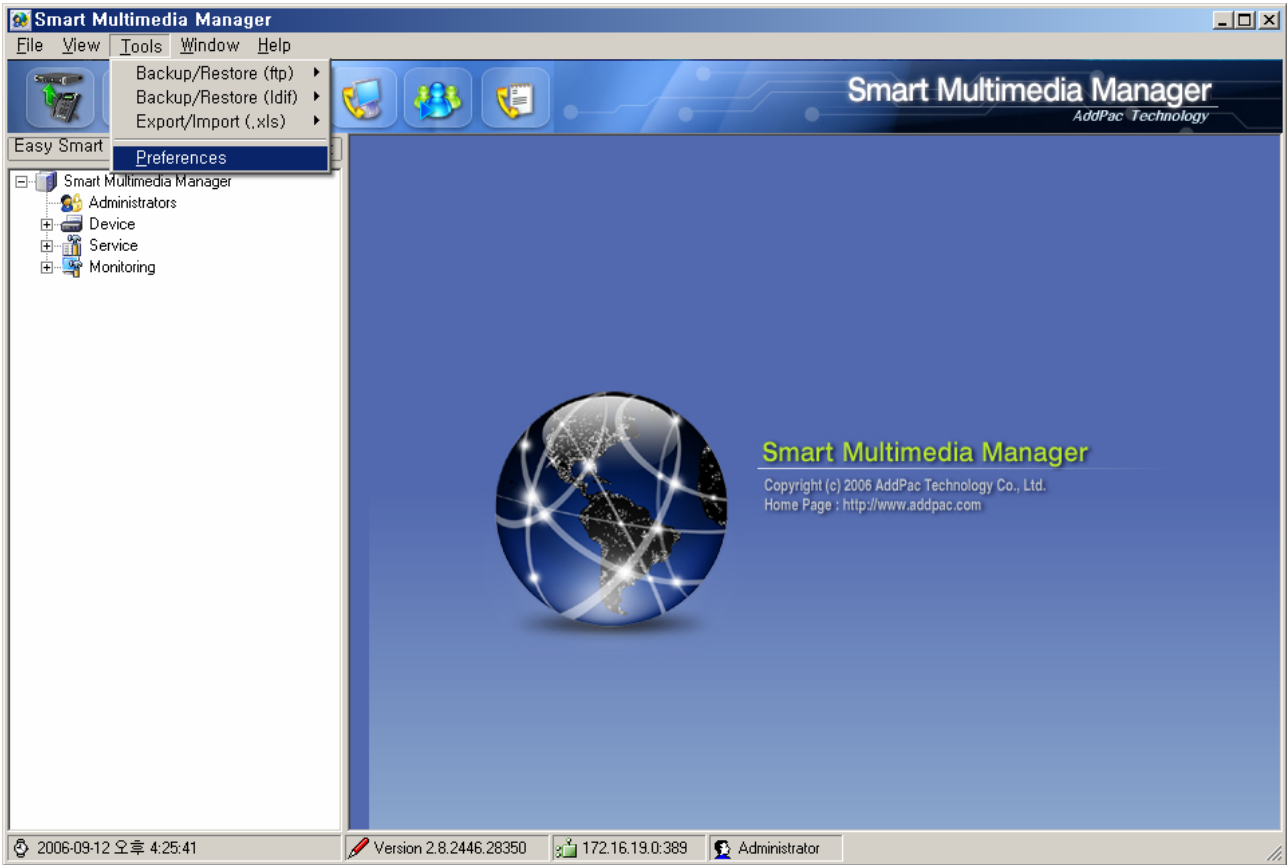 Smart Multimedia Manager
File View Tools Window Help
Backup/Restore (ftp)
Backup/Restore (ldif)
Export/Import (.xls)
Preferences
Smart Multimedia Manager
AddPac Technology
Easy Smart
Smart Multimedia Manager
Administrators
Device
Service
Monitoring
Smart Multimedia Manager
Copyright (c) 2006 AddPac Technology Co., Ltd.
Home Page : http://www.addpac.com
2006-09-12 오후 4:25:41
Version 2.8.2446.28350
172.16.19.0:389
Administrator